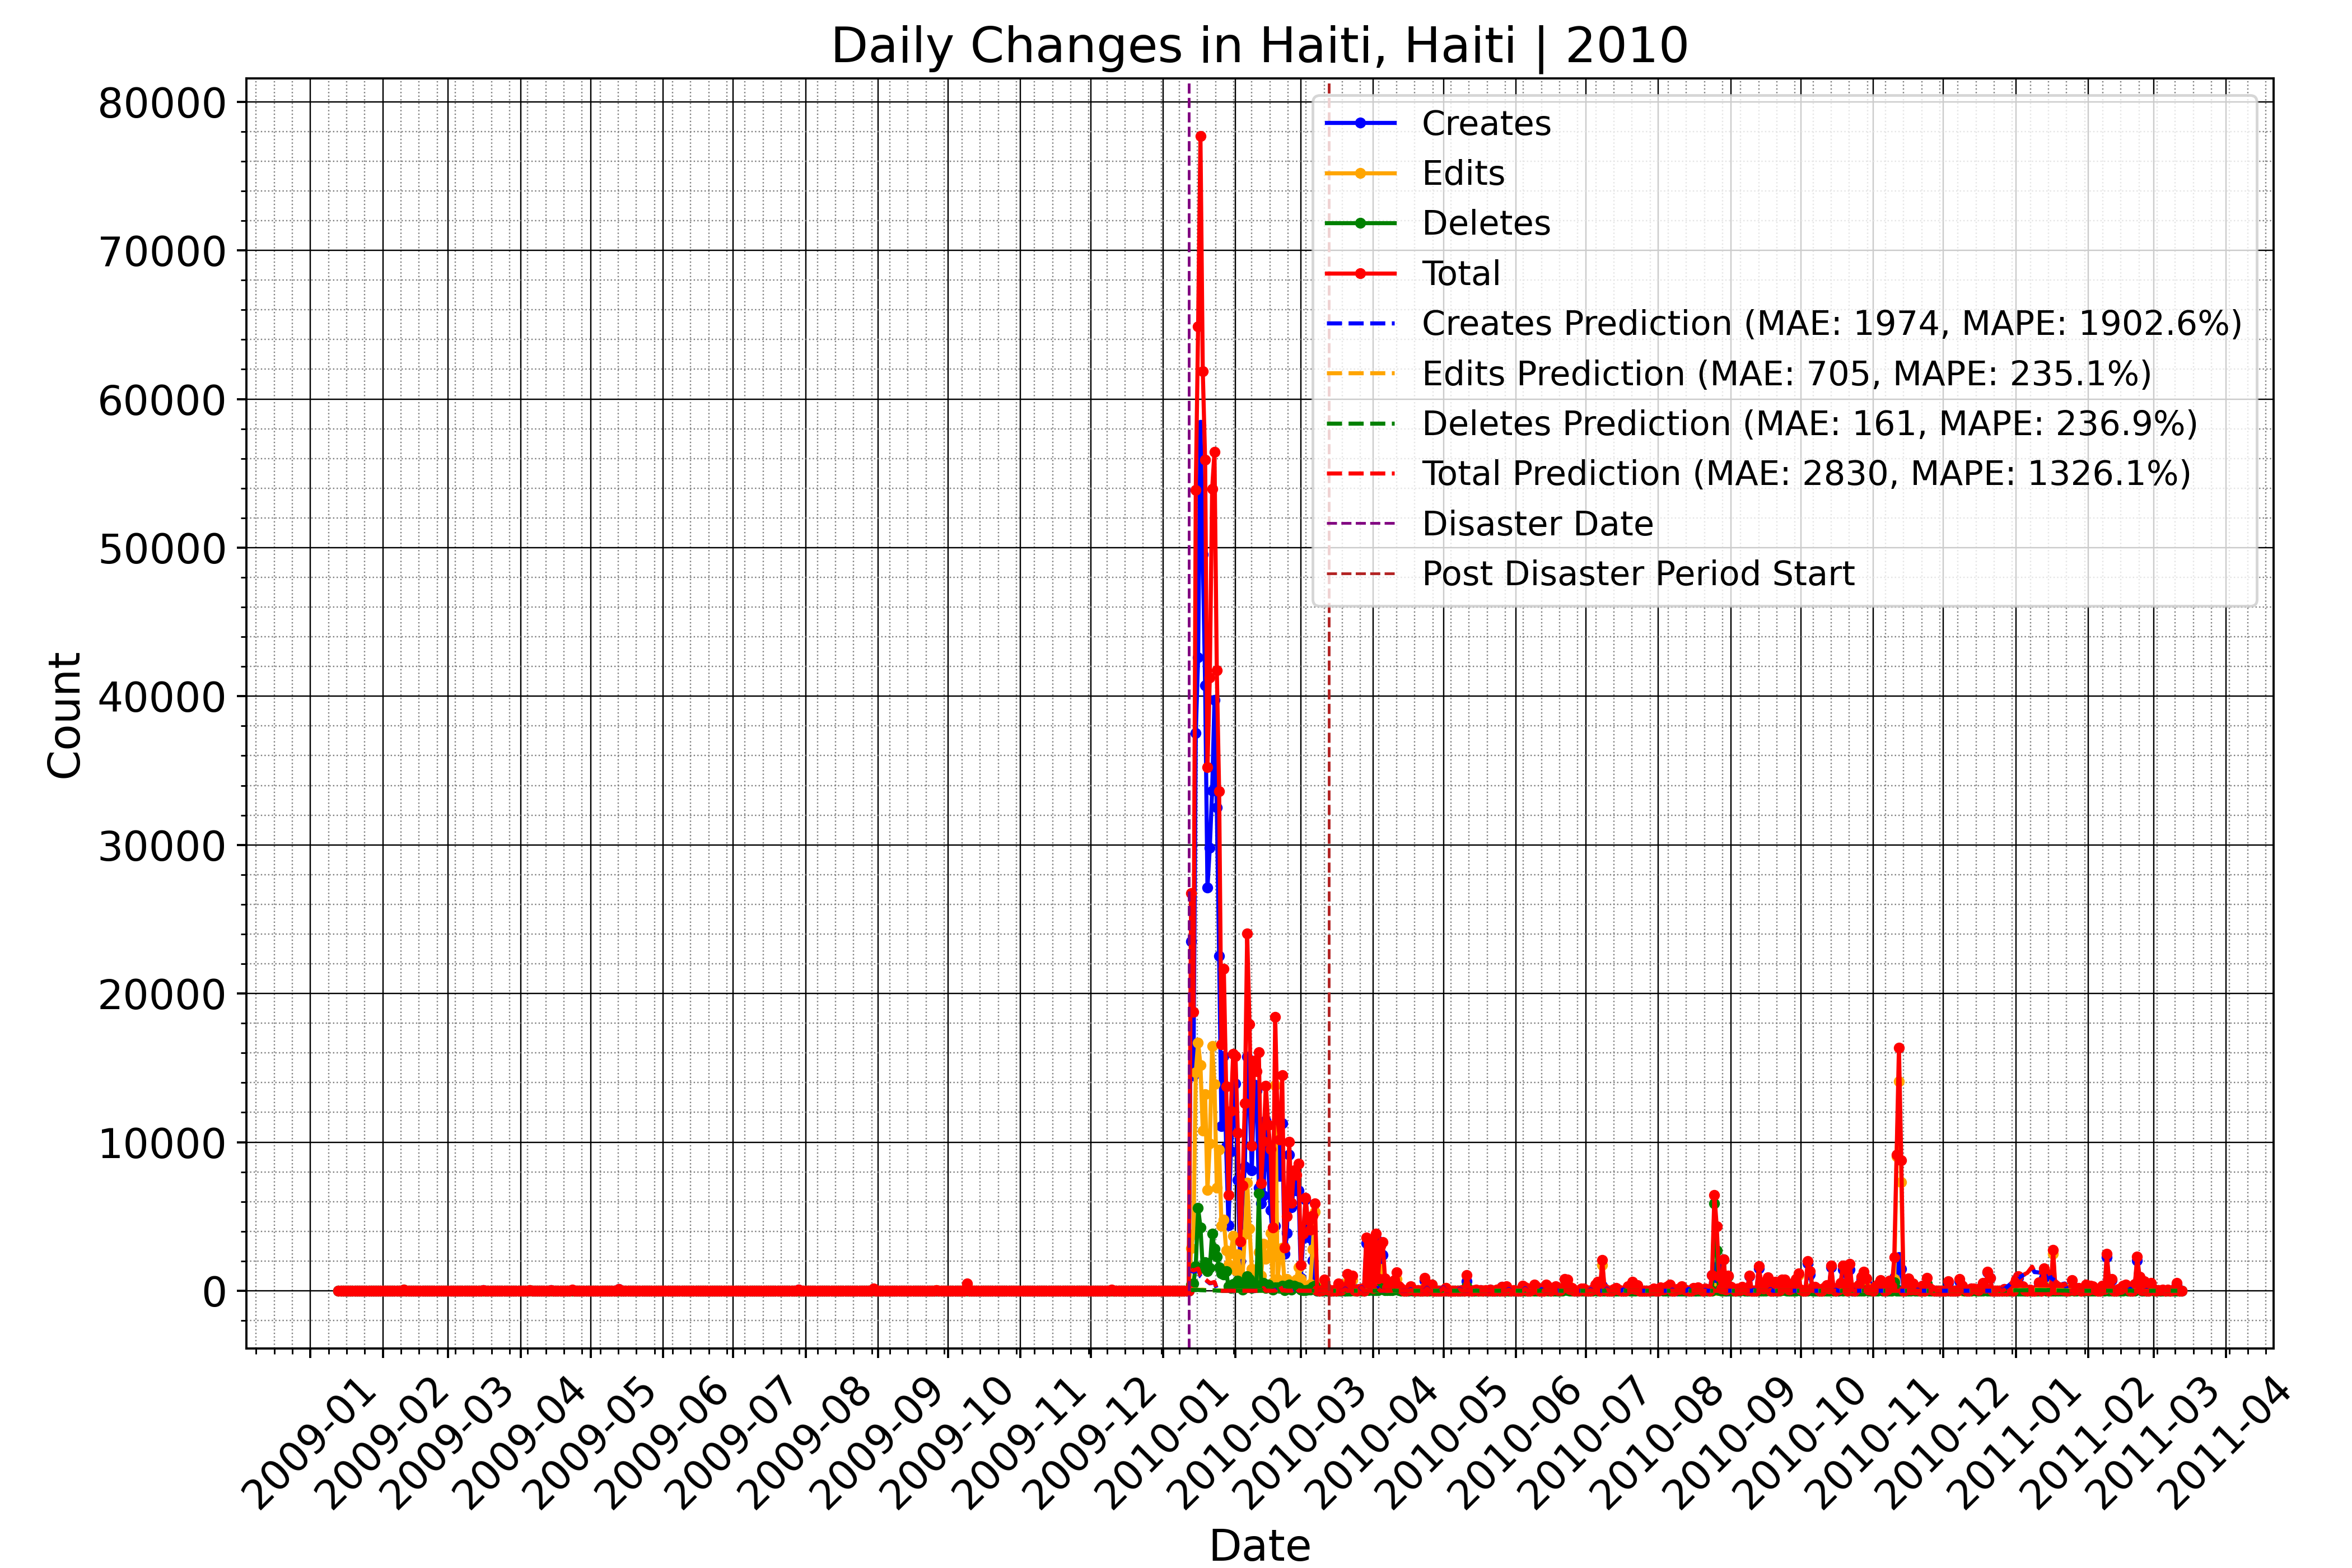 Daily Changes in Haiti, Haiti | 2010
80000
70000
60000
50000
40000
30000
20000
10000
0
Count
Creates
Edits
Deletes
Total
Creates Prediction (MAE: 1974, MAPE: 1902.6%)
Edits Prediction (MAE: 705, MAPE: 235.1%)
Deletes Prediction (MAE: 161, MAPE: 236.9%)
Total Prediction (MAE: 2830, MAPE: 1326.1%)
Disaster Date
Post Disaster Period Start
2009-01
2009-02
2009-03
2009-04
2009-05
2009-06
2009-07
2009-08
2009-09
2009-10
2009-11
2009-12
2010-01
2010-02
2010-03
2010-04
2010-05
2010-06
2010-07
2010-08
2010-09
2010-10
2010-11
2010-12
2011-01
2011-02
2011-03
2011-04
Date